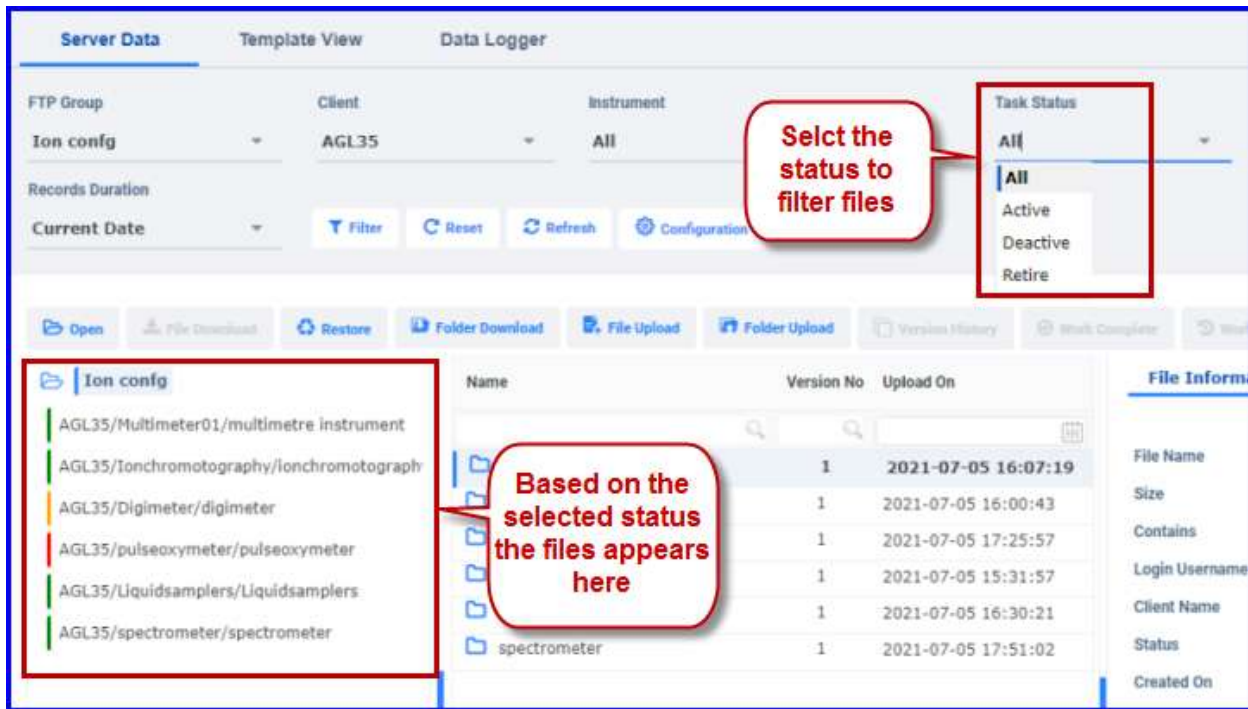 Server Data Template View Data Logger
FTP Group Client Instrument Task Status
Ion confg AGL35 All All
Selct the
status to
filter files
All
Active
Deactive
Retire
Records Duration
Current Date Filter Reset Refresh Configuration
Open File Download Restore Folder Download File Upload Folder Upload Version History Work Complete
Ion confg
AGL35/Multimeter01/multimetre instrument
AGL35/Ionchromotography/ionchromotograph
AGL35/Digimeter/digimeter
AGL35/pulseoxymeter/pulseoxymeter
AGL35/Liquidsamplers/Liquidsamplers
AGL35/spectrometer/spectrometer
Based on the
selected status
the files appears
here
Name Version No Upload On
1 2021-07-05 16:07:19
1 2021-07-05 16:00:43
1 2021-07-05 17:25:57
1 2021-07-05 15:31:57
1 2021-07-05 16:30:21
spectrometer 1 2021-07-05 17:51:02
File Informa
File Name
Size
Contains
Login Username
Client Name
Status
Created On